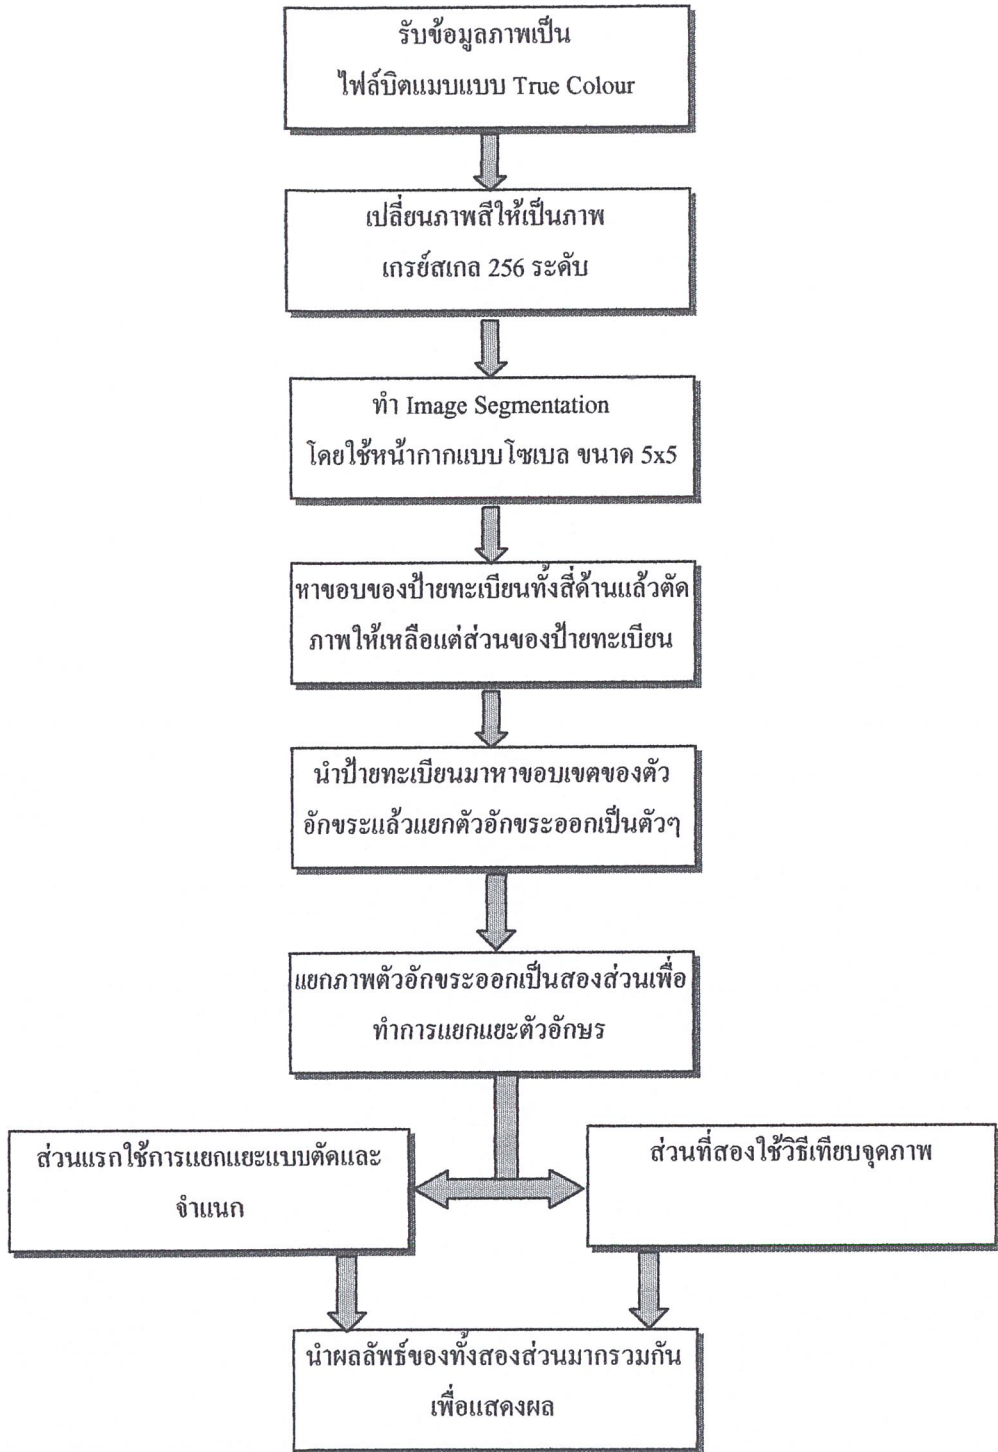 รับข้อมูลภาพเป็น
ไฟล์บิตแมบแบบ True Colour
เปลี่ยนภาพสีให้เป็นภาพ
เกรย์สเกล 256 ระดับ
ทำ Image Segmentation
โดยใช้หน้ากากแบบโซเบล ขนาด 5x5
หาขอบของป้ายทะเบียนทั้งสี่ด้านแล้วตัด
ภาพให้เหลือแต่ส่วนของป้ายทะเบียน
นำป้ายทะเบียนมาหาขอบเขตของตัว
อักขระแล้วแยกตัวอักขระออกเป็นตัวๆ
แยกภาพตัวอักขระออกเป็นสองส่วนเพื่อ
ทำการแยกแยะตัวอักษร
ส่วนแรกใช้การแยกแยะแบบตัดและ
จำแนก
ส่วนที่สองใช้วิธีเทียบจุดภาพ
นำผลลัพธ์ของทั้งสองส่วนมากรวมกัน
เพื่อแสดงผล